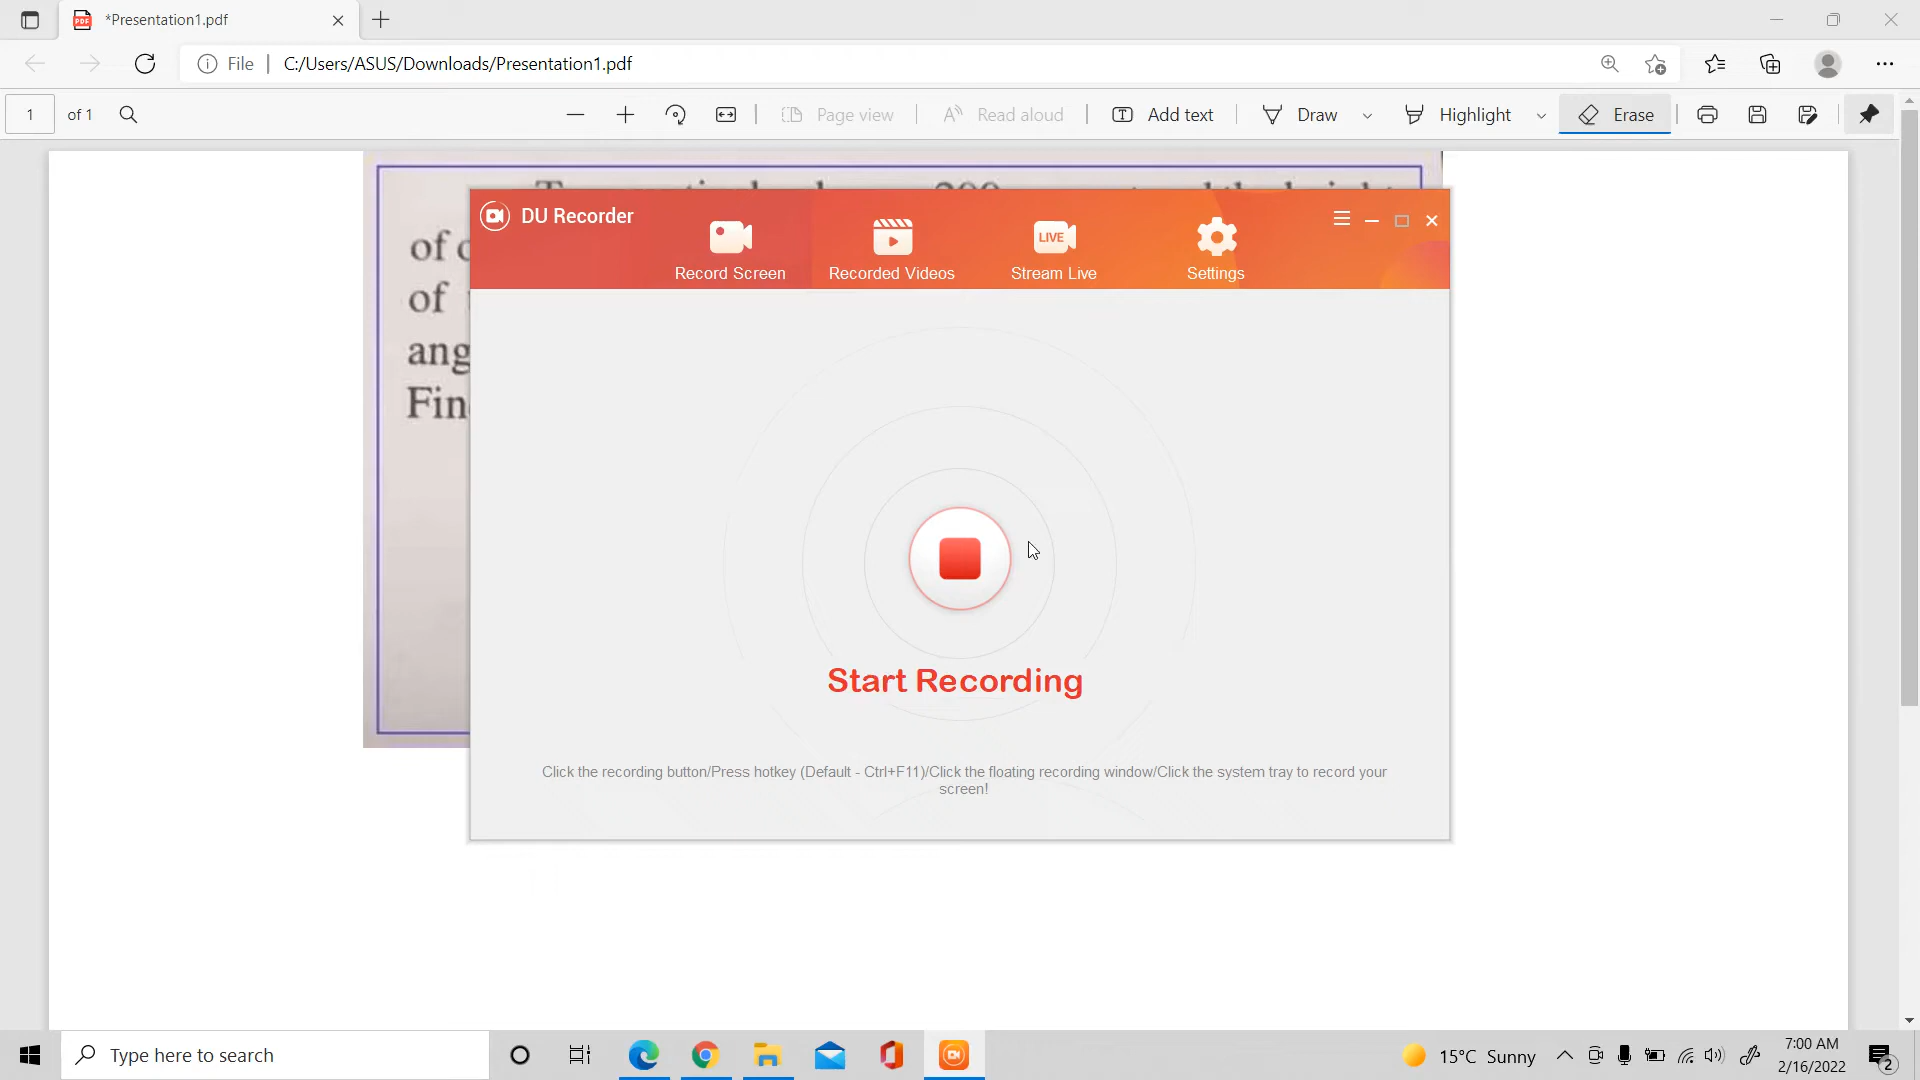 *Presentation1.pdf
File
C:/Users/ASUS/Downloads/Presentation1.pdf
1 of 1
Page view
Read aloud
Add text
Draw
Highlight
Erase
of
of
ang
Fin
DU Recorder
Record Screen
Recorded Videos
LIVE
Stream Live
Settings
Start Recording
Click the recording button/Press hotkey (Default - Ctrl+F11)/Click the floating recording window/Click the system tray to record your
screen!
Type here to search
15°C Sunny
7:00 AM
2/16/2022
2